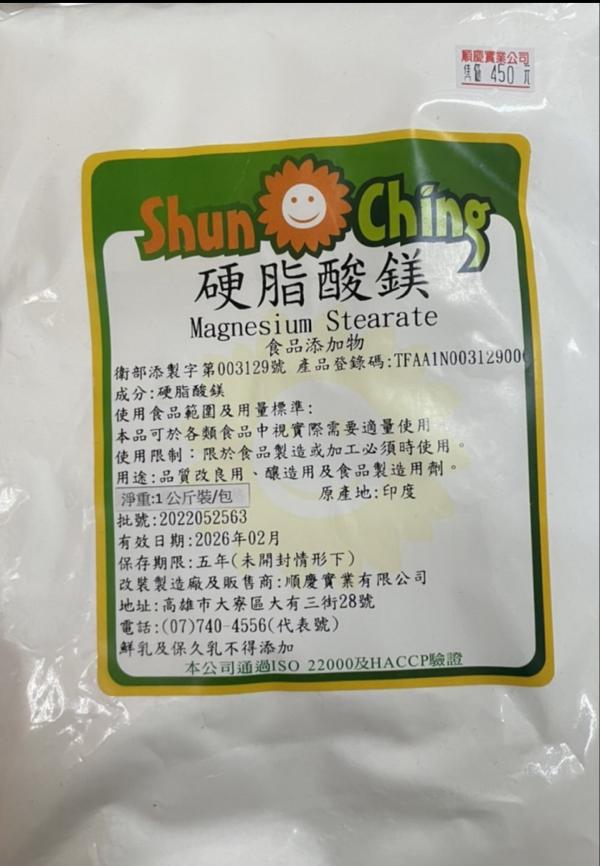 順慶實業公司
售價 450 元
Shun Ching
硬脂酸鎂
Magnesium Stearate
食品添加物
衛部添製字第003129號 產品登錄碼:TFAA1N003129000
成分:硬脂酸鎂
使用食品範圍及用量標準:
本品可於各類食品中視實際需要適量使用
使用限制：限於食品製造或加工必須時使用。
用途:品質改良用、釀造用及食品製造用劑。
淨重:1公斤裝/包 原產地:印度
批號:2022052563
有效日期:2026年02月
保存期限:五年(未開封情形下)
改裝製造廠及販售商:順慶實業有限公司
地址:高雄市大寮區大有三街28號
電話:(07)740-4556(代表號)
鮮乳及保久乳不得添加
本公司通過ISO 22000及HACCP驗證